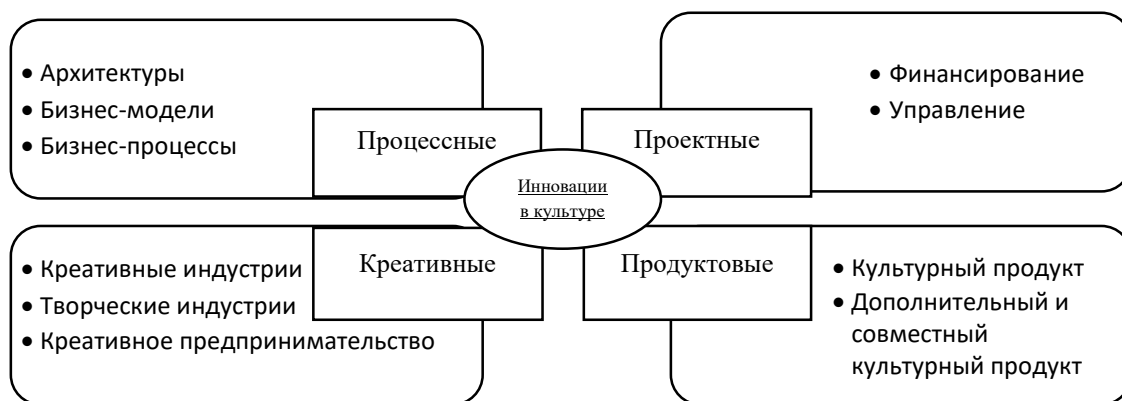 • Архитектуры
• Бизнес-модели
• Бизнес-процессы
Процессные
• Финансирование
• Управление
Проектные
Инновации
в культуре
• Креативные индустрии
• Творческие индустрии
• Креативное предпринимательство
Креативные
Продуктовые
• Культурный продукт
• Дополнительный и
совместный
культурный продукт